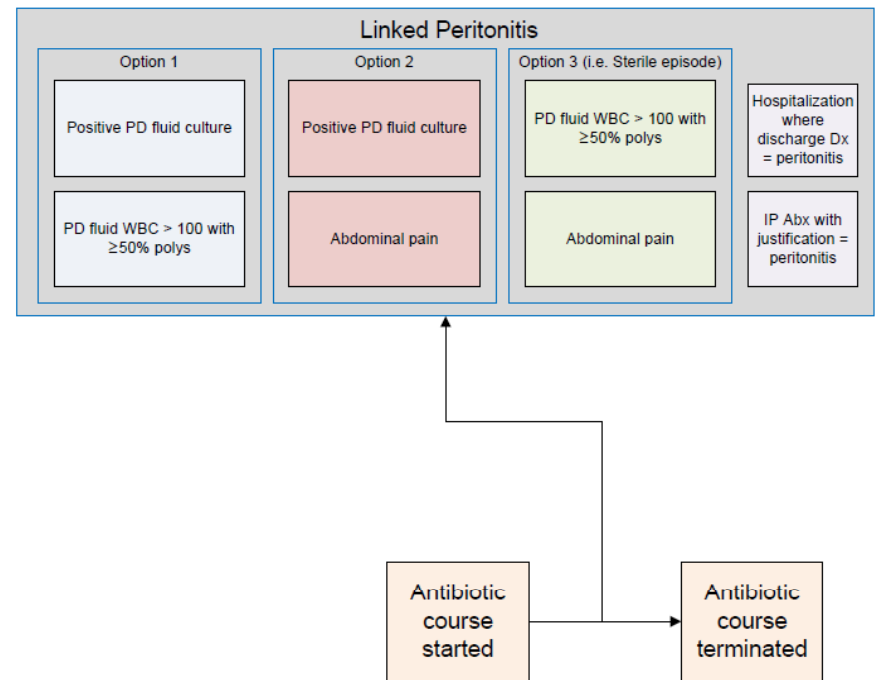 Linked Peritonitis
Option 1
Positive PD fluid culture
PD fluid WBC > 100 with
≥50% polys
Option 2
Positive PD fluid culture
Abdominal pain
Option 3 (i.e. Sterile episode)
PD fluid WBC > 100 with
≥50% polys
Abdominal pain
Hospitalization
where
discharge Dx
= peritonitis
IP Abx with
justification =
peritonitis
Antibiotic
course
started
Antibiotic
course
terminated